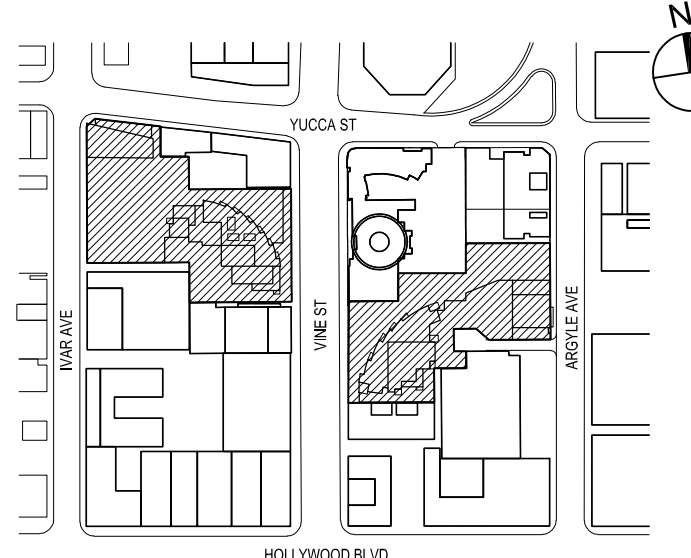 N
YUCCA ST
IVAR AVE
VINE ST
ARGYLE AVE
HOLLYWOOD BLVD